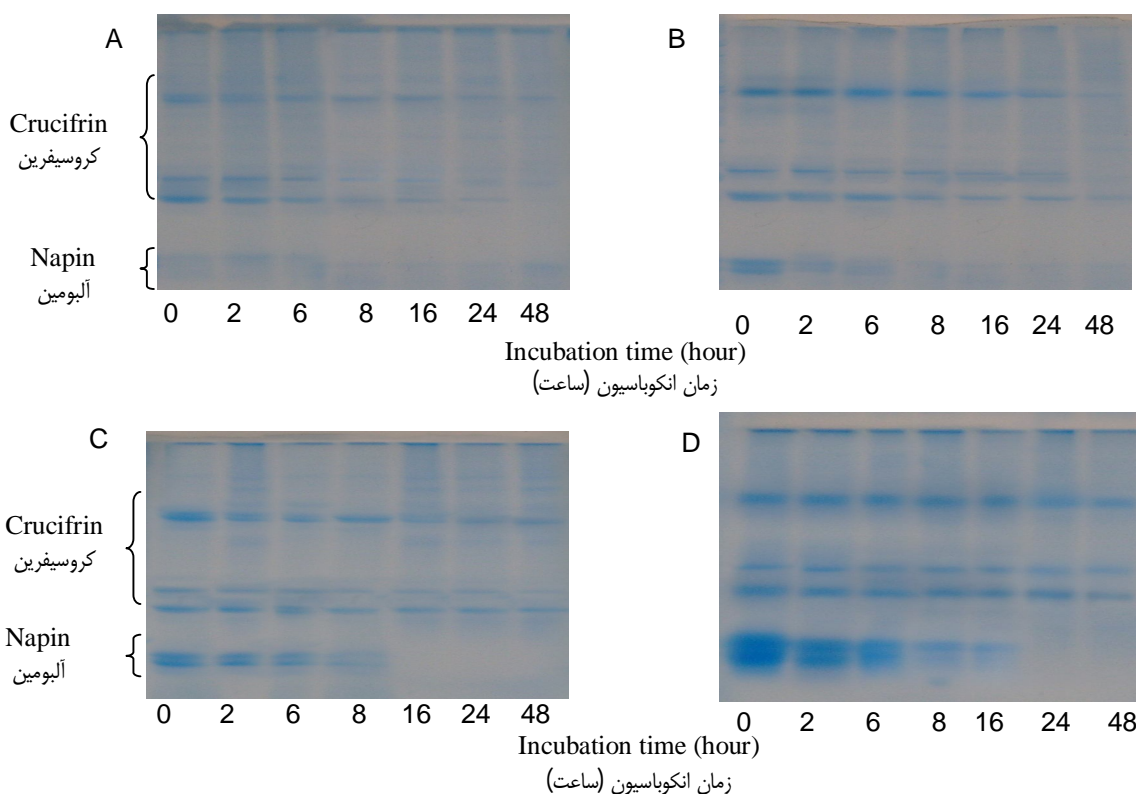 A
B
Crucifrin
کروسیفرین
Napin
آلبومین
0 2 6 8 16 24 48
0 2 6 8 16 24 48
Incubation time (hour)
زمان انکوباسیون (ساعت)
C
D
Crucifrin
کروسیفرین
Napin
آلبومین
0 2 6 8 16 24 48
0 2 6 8 16 24 48
Incubation time (hour)
زمان انکوباسیون (ساعت)